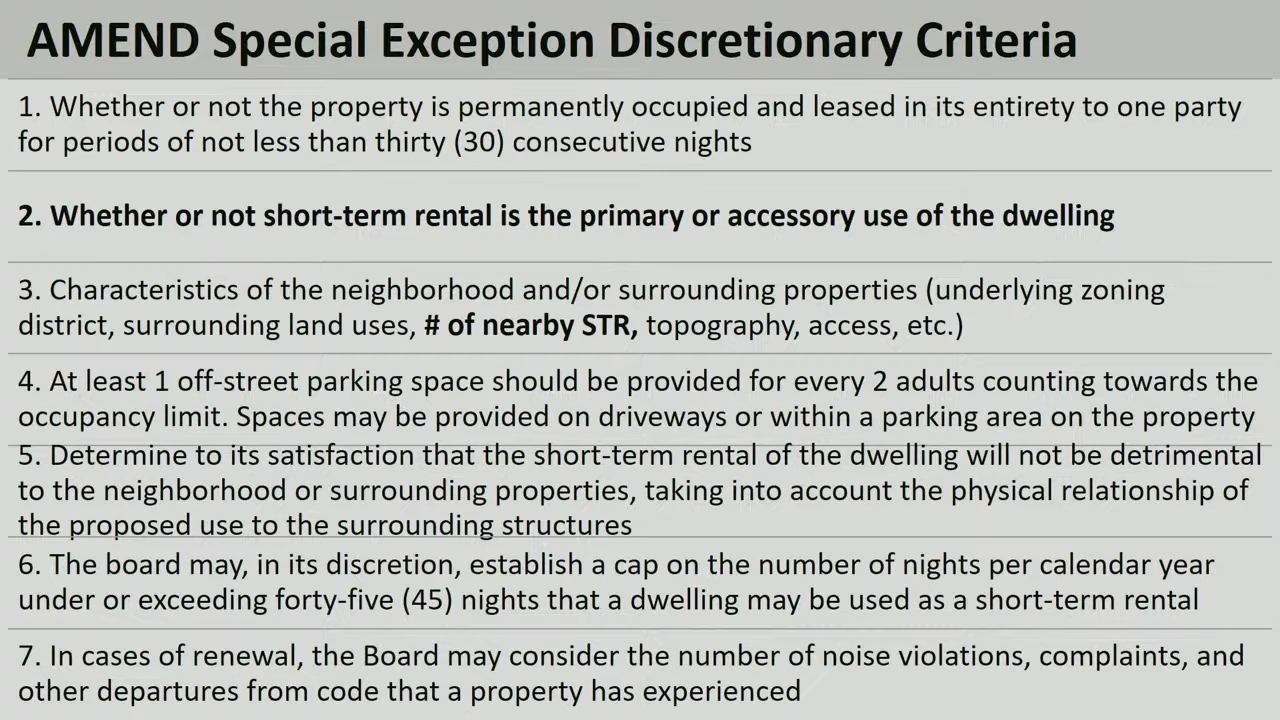 AMEND Special Exception Discretionary Criteria
1. Whether or not the property is permanently occupied and leased in its entirety to one party
for periods of not less than thirty (30) consecutive nights
2. Whether or not short-term rental is the primary or accessory use of the dwelling
3. Characteristics of the neighborhood and/or surrounding properties (underlying zoning
district, surrounding land uses, # of nearby STR, topography, access, etc.)
4. At least 1 off-street parking space should be provided for every 2 adults counting towards the
occupancy limit. Spaces may be provided on driveways or within a parking area on the property
5. Determine to its satisfaction that the short-term rental of the dwelling will not be detrimental
to the neighborhood or surrounding properties, taking into account the physical relationship of
the proposed use to the surrounding structures
6. The board may, in its discretion, establish a cap on the number of nights per calendar year
under or exceeding forty-five (45) nights that a dwelling may be used as a short-term rental
7. In cases of renewal, the Board may consider the number of noise violations, complaints, and
other departures from code that a property has experienced